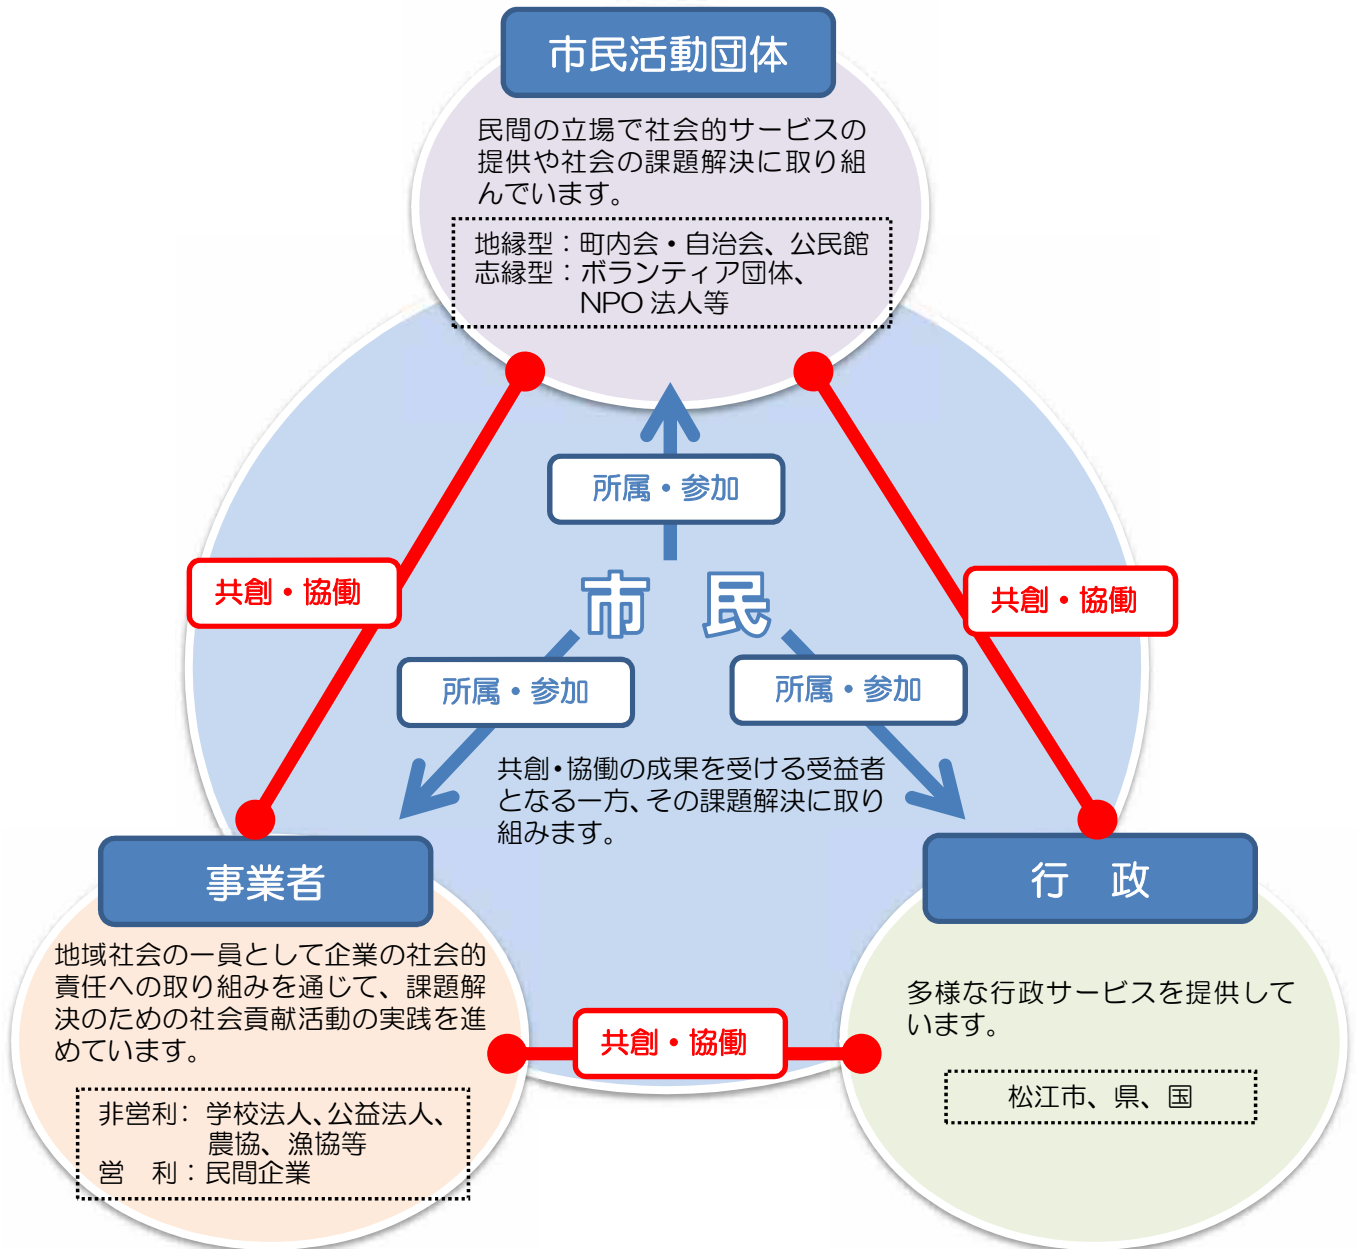 市民活動団体
民間の立場で社会的サービスの
提供や社会の課題解決に取り組
んでいます。
地縁型：町内会・自治会、公民館
志縁型：ボランティア団体、
NPO 法人等
所属・参加
共創・協働
共創・協働
市　民
所属・参加
所属・参加
共創・協働の成果を受ける受益者
となる一方、その課題解決に取り
組みます。
事業者
地域社会の一員として企業の社会的
責任への取り組みを通じて、課題解
決のための社会貢献活動の実践を進
めています。
非営利：学校法人、公益法人、
農協、漁協等
営　利：民間企業
共創・協働
行　政
多様な行政サービスを提供して
います。
松江市、県、国